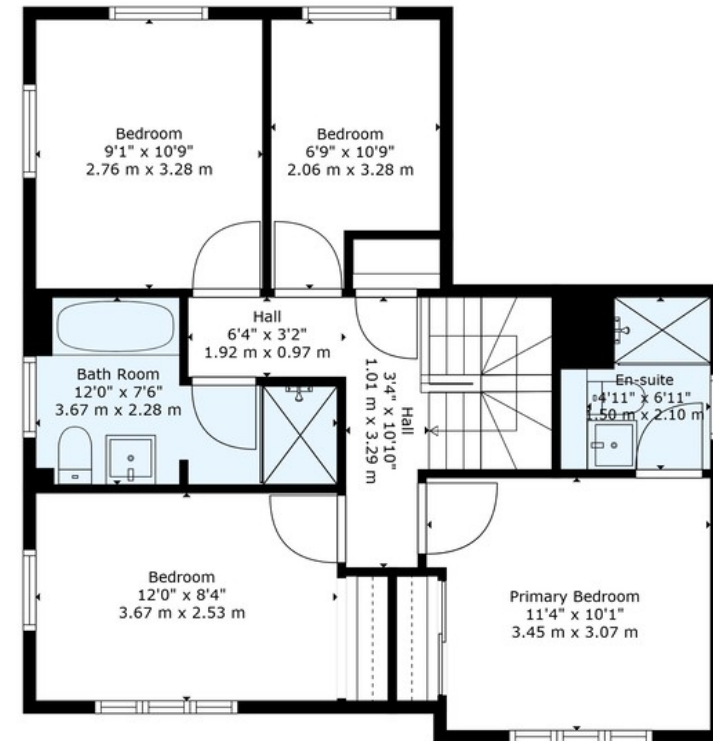 Bedroom
9'1" x 10'9"
2.76 m x 3.28 m
Bedroom
6'9" x 10'9"
2.06 m x 3.28 m
Hall
6'4" x 3'2"
1.92 m x 0.97 m
Bath Room
12'0" x 7'6"
3.67 m x 2.28 m
Hall
3'4" x 10'10"
1.01 m x 3.29 m
En-suite
4'11" x 6'11"
1.50 m x 2.10 m
Bedroom
12'0" x 8'4"
3.67 m x 2.53 m
Primary Bedroom
11'4" x 10'1"
3.45 m x 3.07 m